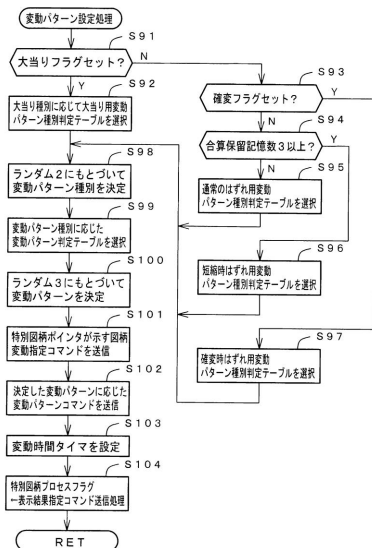 変動パターン設定処理
S91
大当りフラグセット?
N
Y
S92
大当り種別に応じて大当り用変動
パターン種別判定テーブルを選択
S93
確変フラグセット?
Y
N
S94
合算保留記憶数3以上?
Y
N
S95
通常のはずれ用変動
パターン種別判定テーブルを選択
S96
短縮時はずれ用変動
パターン種別判定テーブルを選択
S97
確変時はずれ用変動
パターン種別判定テーブルを選択
S98
ランダム2にもとづいて
変動パターン種別を決定
S99
変動パターン種別に応じた
変動パターン判定テーブルを選択
S100
ランダム3にもとづいて
変動パターンを決定
S101
特別図柄ポインタが示す図柄
変動指定コマンドを送信
S102
決定した変動パターンに応じた
変動パターンコマンドを送信
S103
変動時間タイマを設定
S104
特別図柄プロセスフラグ
←表示結果指定コマンド送信処理
RET